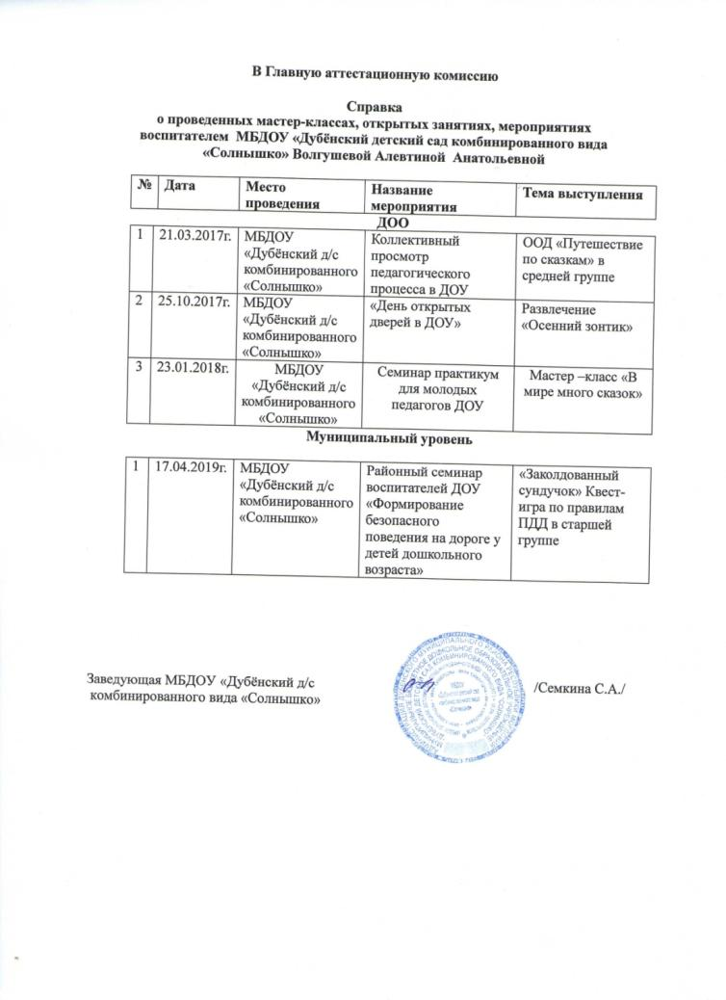 В Главную аттестационную комиссию
Справка
о проведенных мастер-классах, открытых занятиях, мероприятиях
воспитателем МБДОУ «Дубёнский детский сад комбинированного вида
«Солнышко» Волгушевой Алевтиной Анатольевной
№ Дата Место проведения Название мероприятия Тема выступления
ДОО
1 21.03.2017г. МБДОУ «Дубёнский д/с комбинированного «Солнышко» Коллективный просмотр педагогического процесса в ДОУ ООД «Путешествие по сказкам» в средней группе
2 25.10.2017г. МБДОУ «Дубёнский д/с комбинированного «Солнышко» «День открытых дверей в ДОУ» Развлечение «Осенний зонтик»
3 23.01.2018г. МБДОУ «Дубёнский д/с комбинированного «Солнышко» Семинар практикум для молодых педагогов ДОУ Мастер –класс «В мире много сказок»
Муниципальный уровень
1 17.04.2019г. МБДОУ «Дубёнский д/с комбинированного «Солнышко» Районный семинар воспитателей ДОУ «Формирование безопасного поведения на дороге у детей дошкольного возраста» «Заколдованный сундучок» Квест-игра по правилам ПДД в старшей группе
Заведующая МБДОУ «Дубёнский д/с
комбинированного вида «Солнышко»
/Семкина С.А./